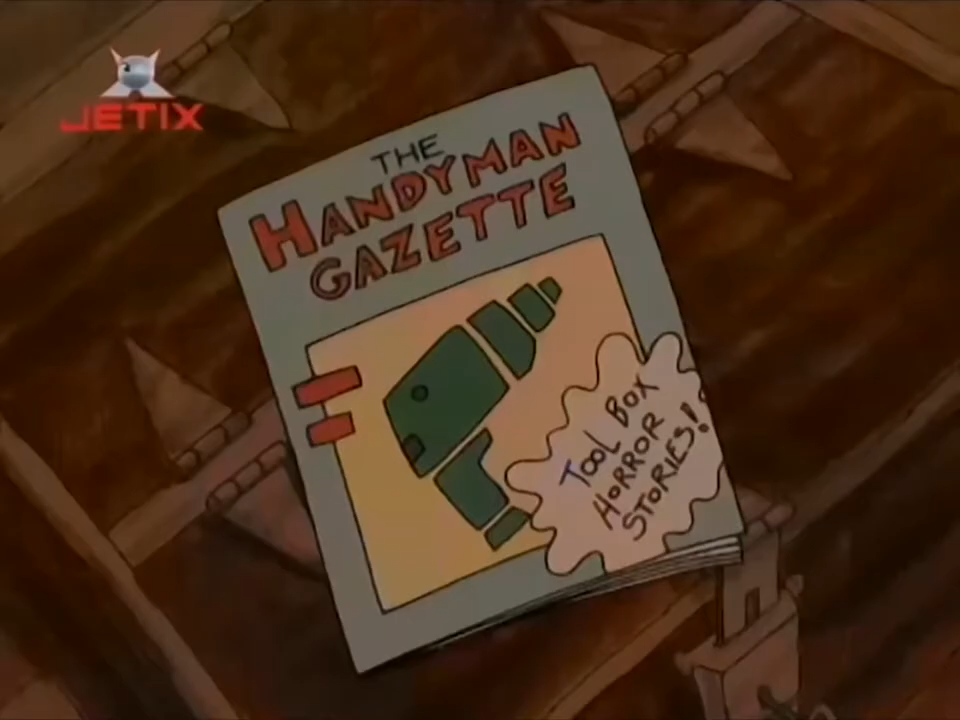 JETIX
THE
HANDYMAN
GAZETTE
TOOL BOX
HORROR
STORIES!